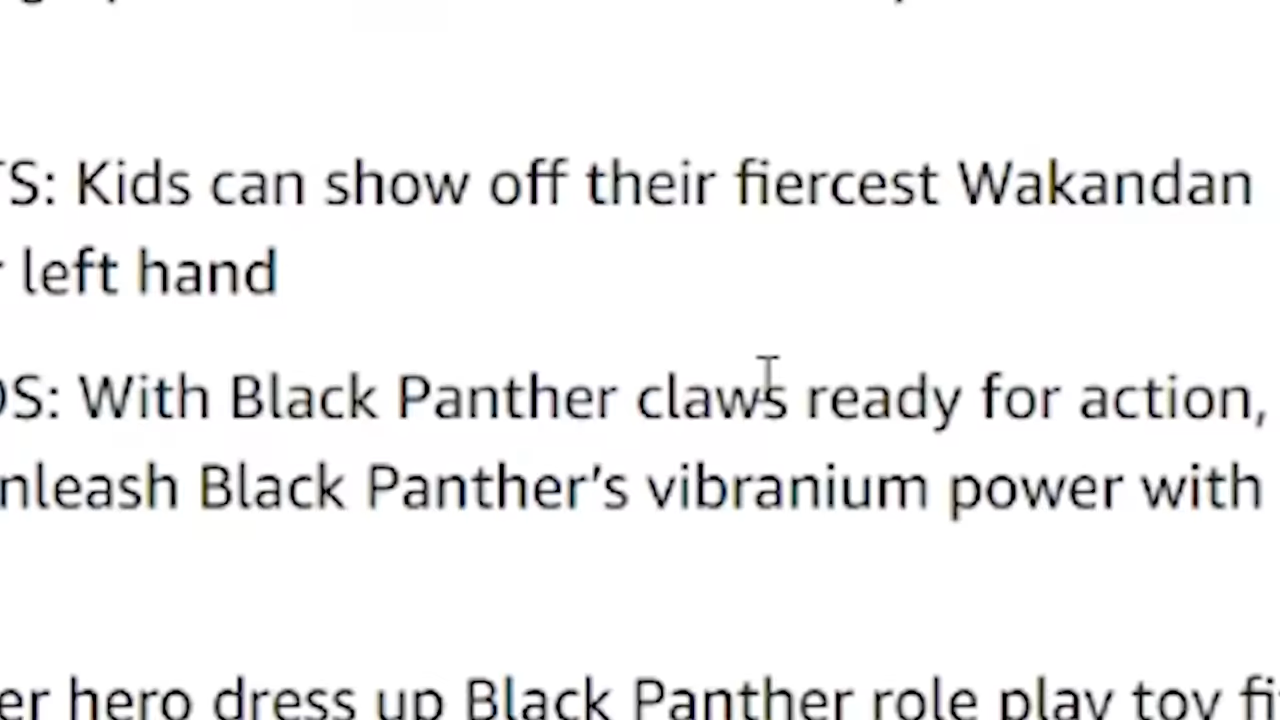 TS: Kids can show off their fiercest Wakandan
r left hand
OS: With Black Panther claws ready for action,
nleash Black Panther’s vibranium power with
er hero dress up Black Panther role play toy fi